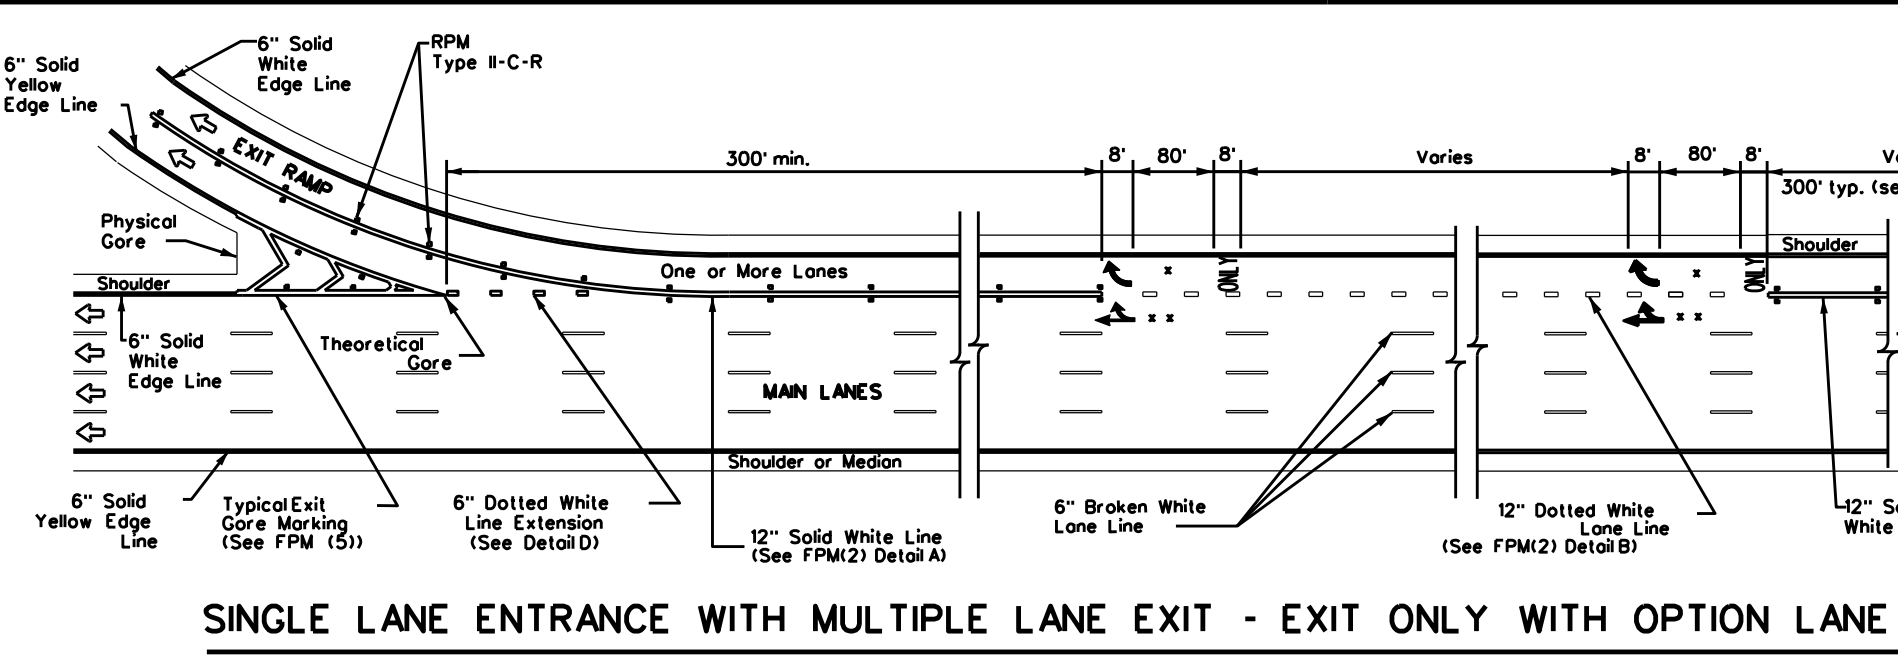 6" Solid
Yellow
Edge Line
6" Solid
White
Edge Line
RPM
Type II-C-R
EXIT RAMP
300' min.
8'
80'
8'
Varies
8'
80'
8'
300' typ.
Physical
Gore
Shoulder
One or More Lanes
ONLY
ONLY
Shoulder
6" Solid
White
Edge Line
Theoretical
Gore
MAIN LANES
Shoulder or Median
6" Solid
Yellow Edge
Line
Typical Exit
Gore Marking
(See FPM (5))
6" Dotted White
Line Extension
(See Detail D)
12" Solid White Line
(See FPM(2) Detail A)
6" Broken White
Lane Line
12" Dotted White
Lane Line
(See FPM(2) Detail B)
12"
White
SINGLE LANE ENTRANCE WITH MULTIPLE LANE EXIT - EXIT ONLY WITH OPTION LANE